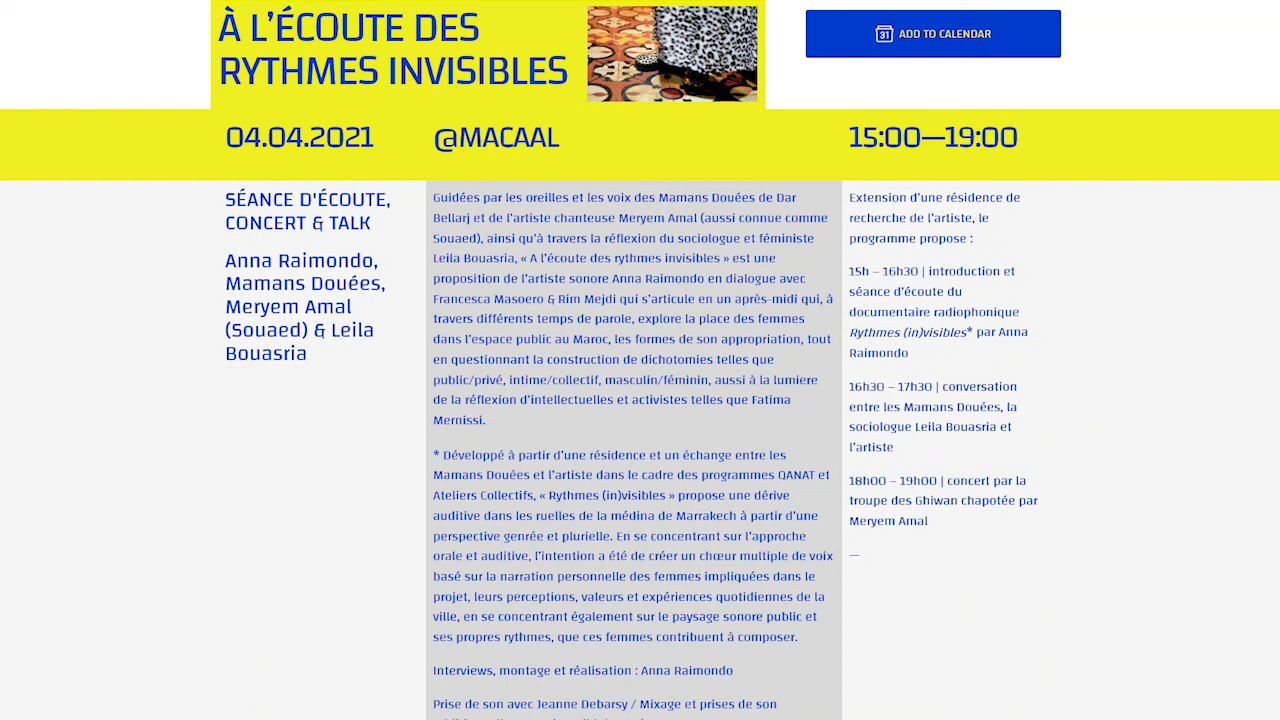 À L’ÉCOUTE DES
RYTHMES INVISIBLES
31 ADD TO CALENDAR
04.04.2021
@MACAAL
15:00—19:00
SÉANCE D'ÉCOUTE,
CONCERT & TALK
Anna Raimondo,
Mamans Douées,
Meryem Amal
(Souaed) & Leila
Bouasria
Guidées par les oreilles et les voix des Mamans Douées de Dar
Bellarj et de l’artiste chanteuse Meryem Amal (aussi connue comme
Souaed), ainsi qu’à travers la réflexion du sociologue et féministe
Leila Bouasria, « A l’écoute des rythmes invisibles » est une
proposition de l’artiste sonore Anna Raimondo en dialogue avec
Francesca Masoero & Rim Mejdi qui s’articule en un après-midi qui, à
travers différents temps de parole, explore la place des femmes
dans l’espace public au Maroc, les formes de son appropriation, tout
en questionnant la construction de dichotomies telles que
public/privé, intime/collectif, masculin/féminin, aussi à la lumiere
de la réflexion d’intellectuelles et activistes telles que Fatima
Mernissi.
* Développé à partir d’une résidence et un échange entre les
Mamans Douées et l’artiste dans le cadre des programmes QANAT et
Ateliers Collectifs, « Rythmes (in)visibles » propose une dérive
auditive dans les ruelles de la médina de Marrakech à partir d’une
perspective genrée et plurielle. En se concentrant sur l’approche
orale et auditive, l’intention a été de créer un chœur multiple de voix
basé sur la narration personnelle des femmes impliquées dans le
projet, leurs perceptions, valeurs et expériences quotidiennes de la
ville, en se concentrant également sur le paysage sonore public et
ses propres rythmes, que ces femmes contribuent à composer.
Interviews, montage et réalisation : Anna Raimondo
Prise de son avec Jeanne Debarsy / Mixage et prises de son
Extension d’une résidence de
recherche de l’artiste, le
programme propose :
15h – 16h30 | introduction et
séance d’écoute du
documentaire radiophonique
Rythmes (in)visibles* par Anna
Raimondo
16h30 – 17h30 | conversation
entre les Mamans Douées, la
sociologue Leila Bouasria et
l’artiste
18h00 – 19h00 | concert par la
troupe des Ghiwan chapotée par
Meryem Amal
—